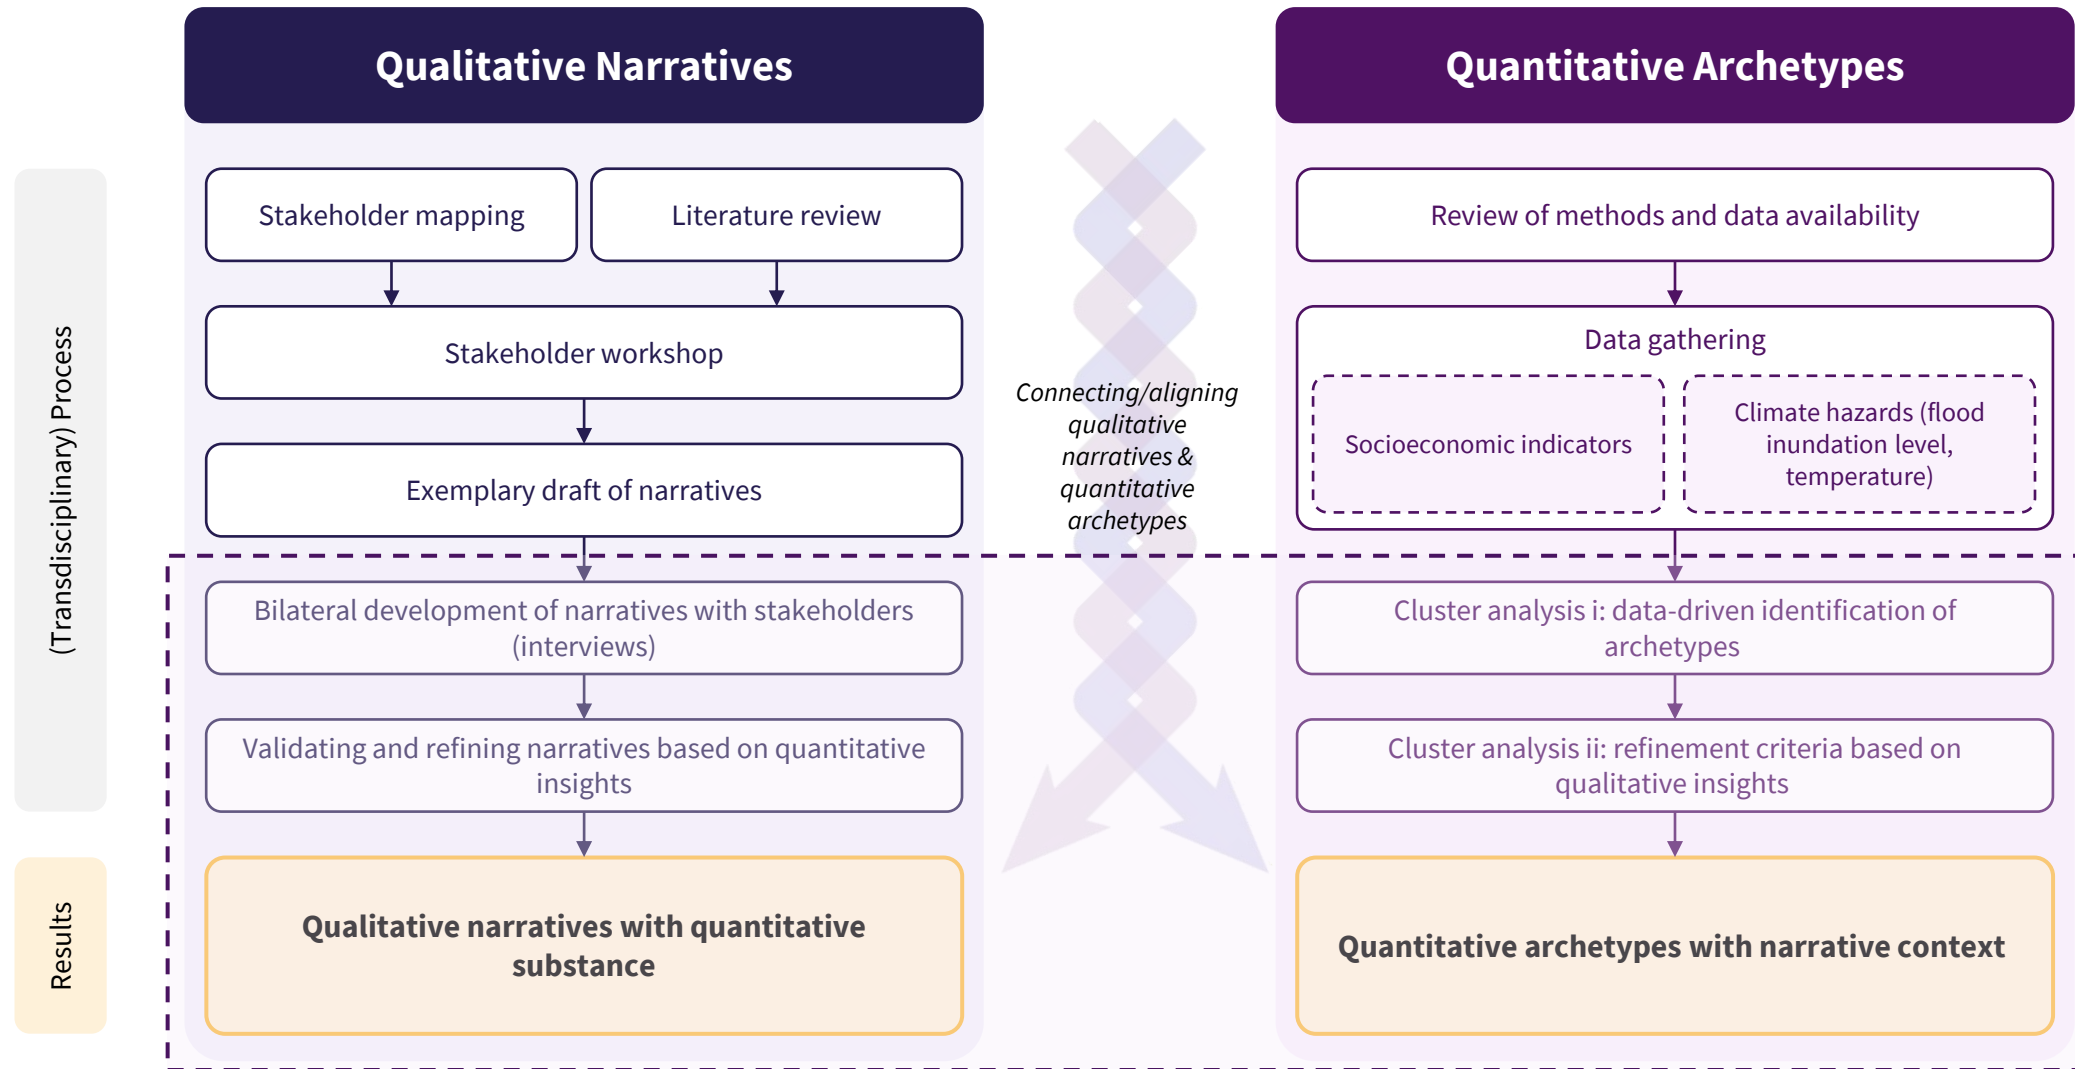 Qualitative Narratives
Quantitative Archetypes
(Transdisciplinary) Process
Stakeholder mapping
Literature review
Stakeholder workshop
Exemplary draft of narratives
Bilateral development of narratives with stakeholders
(interviews)
Validating and refining narratives based on quantitative
insights
Connecting/aligning
qualitative
narratives &
quantitative
archetypes
Review of methods and data availability
Data gathering
Socioeconomic indicators
Climate hazards (flood
inundation level,
temperature)
Cluster analysis i: data-driven identification of
archetypes
Cluster analysis ii: refinement criteria based on
qualitative insights
Results
Qualitative narratives with quantitative
substance
Quantitative archetypes with narrative context